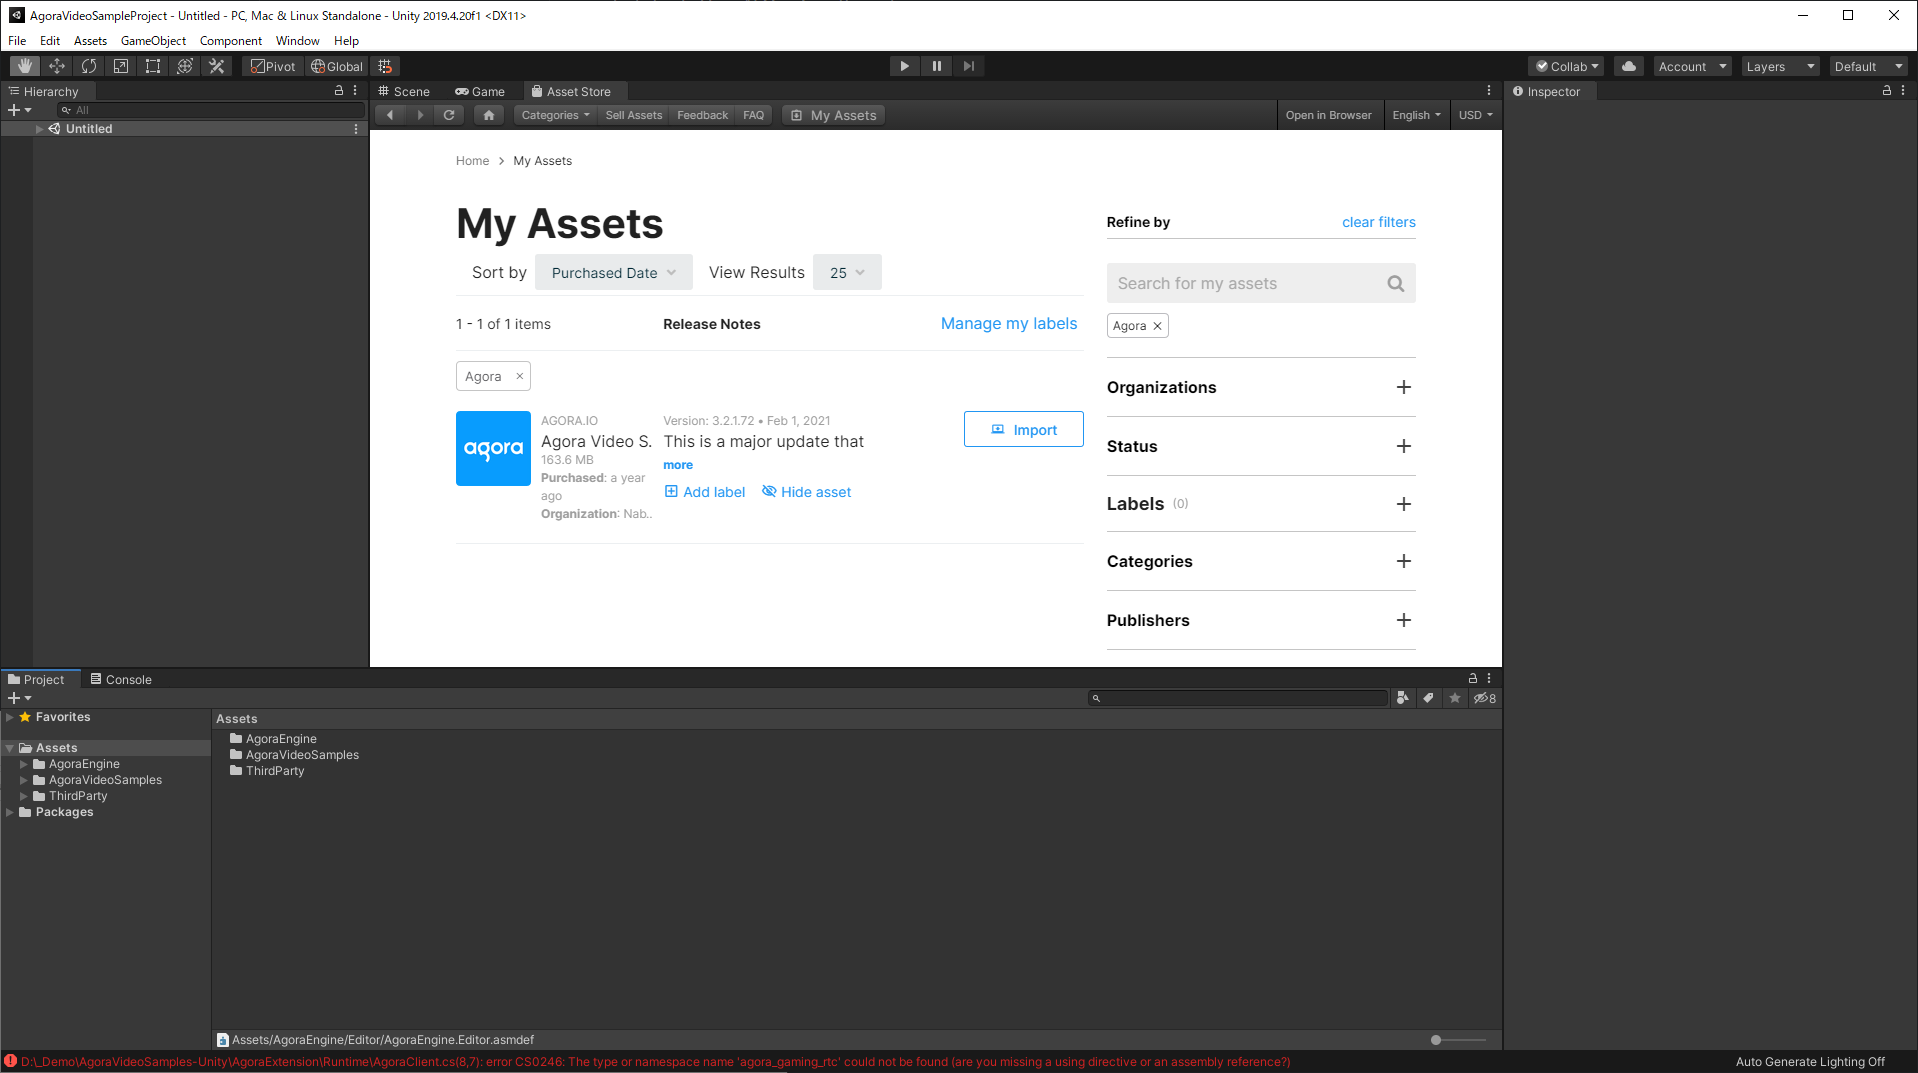 AgoraVideoSampleProject - Untitled - PC, Mac & Linux Standalone - Unity 2019.4.20f1 <DX11>
File Edit Assets GameObject Component Window Help
Pivot Global Collab Account Layers Default
Hierarchy
All
Untitled
Scene Game Asset Store
Categories Sell Assets Feedback FAQ My Assets Open in Browser English USD
Home > My Assets
My Assets
Sort by Purchased Date View Results 25
1 - 1 of 1 items Release Notes Manage my labels
Agora ×
agora
AGORA.IO
Agora Video S.
163.6 MB
Purchased: a year
ago
Organization: Nab..
Version: 3.2.1.72 • Feb 1, 2021
This is a major update that
more
Add label Hide asset
Import
Refine by clear filters
Search for my assets
Agora ×
Organizations +
Status +
Labels (0) +
Categories +
Publishers +
Inspector
Project Console
8
Favorites
Assets
AgoraEngine
AgoraVideoSamples
ThirdParty
Packages
Assets
AgoraEngine
AgoraVideoSamples
ThirdParty
Assets/AgoraEngine/Editor/AgoraEngine.Editor.asmdef
D:\_Demo\AgoraVideoSamples-Unity\AgoraExtension\Runtime\AgoraClient.cs(8,7): error CS0246: The type or namespace name 'agora_gaming_rtc' could not be found (are you missing a using directive or an assembly reference?)
Auto Generate Lighting Off